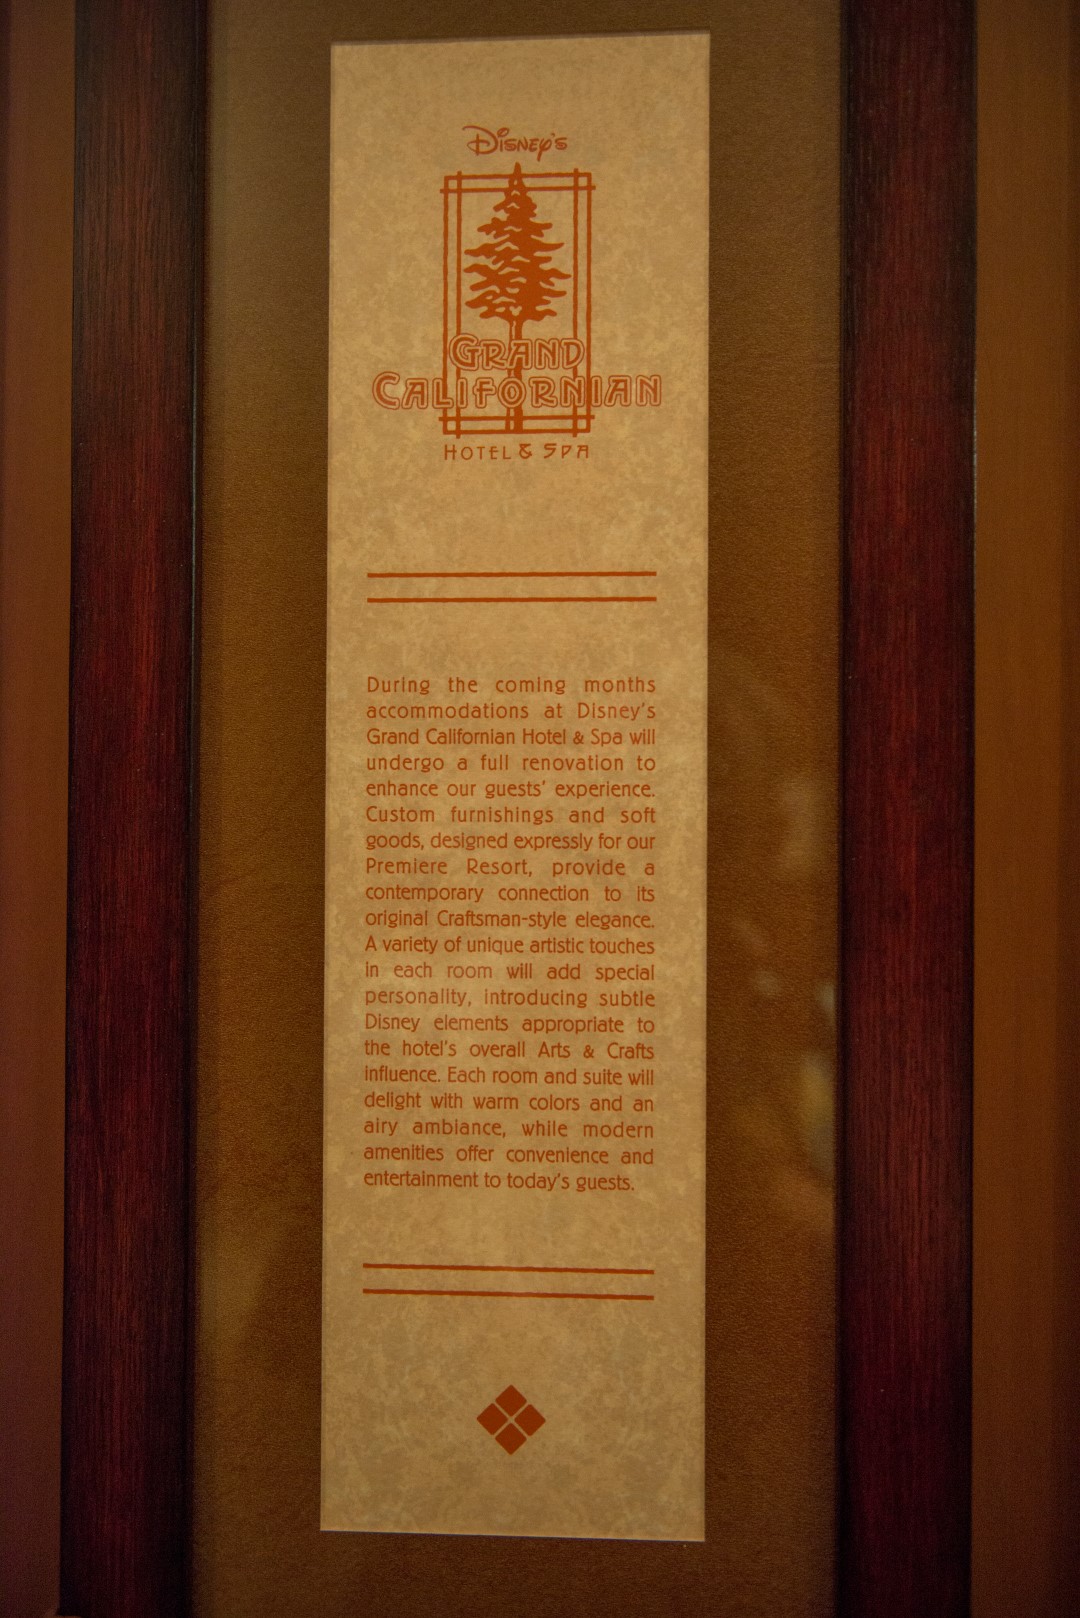 Disney's
Grand
Californian
Hotel & Spa
During the coming months
accommodations at Disney's
Grand Californian Hotel & Spa will
undergo a full renovation to
enhance our guests' experience.
Custom furnishings and soft
goods, designed expressly for our
Premiere Resort, provide a
contemporary connection to its
original Craftsman-style elegance.
A variety of unique artistic touches
in each room will add special
personality, introducing subtle
Disney elements appropriate to
the hotel's overall Arts & Crafts
influence. Each room and suite will
delight with warm colors and an
airy ambiance, while modern
amenities offer convenience and
entertainment to today's guests.